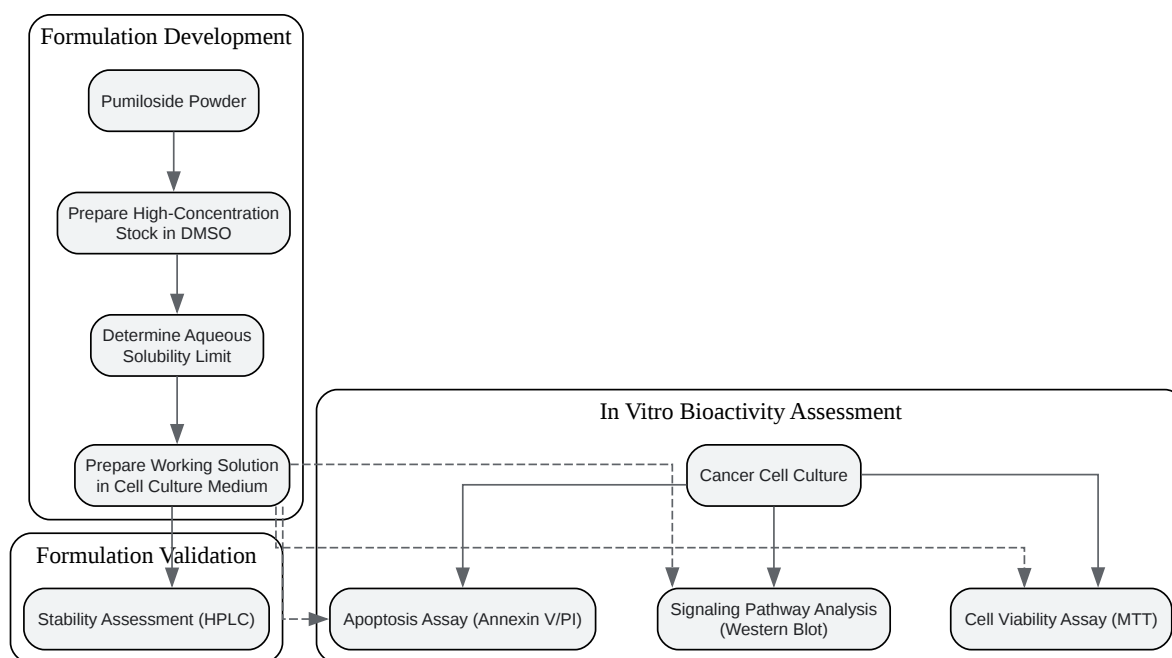 Formulation Development
Pumiloside Powder
Prepare High-Concentration
Stock in DMSO
Determine Aqueous
Solubility Limit
Prepare Working Solution
in Cell Culture Medium
Formulation Validation
Stability Assessment (HPLC)
In Vitro Bioactivity Assessment
Cancer Cell Culture
Apoptosis Assay (Annexin V/PI)
Signaling Pathway Analysis
(Western Blot)
Cell Viability Assay (MTT)